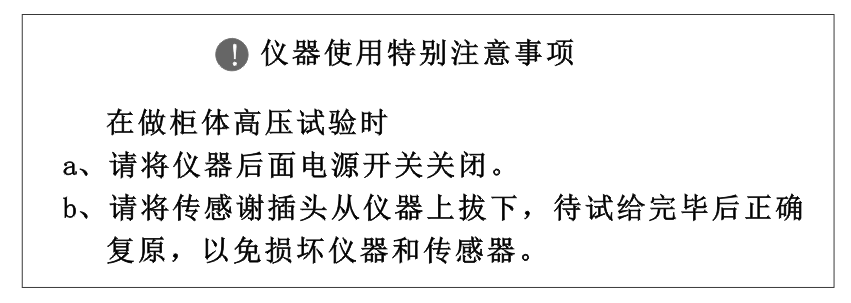 仪器使用特别注意事项
在做柜体高压试验时
a、请将仪器后面电源开关关闭。
b、请将传感谢插头从仪器上拔下，待试给完毕后正确
复原，以免损坏仪器和传感器。